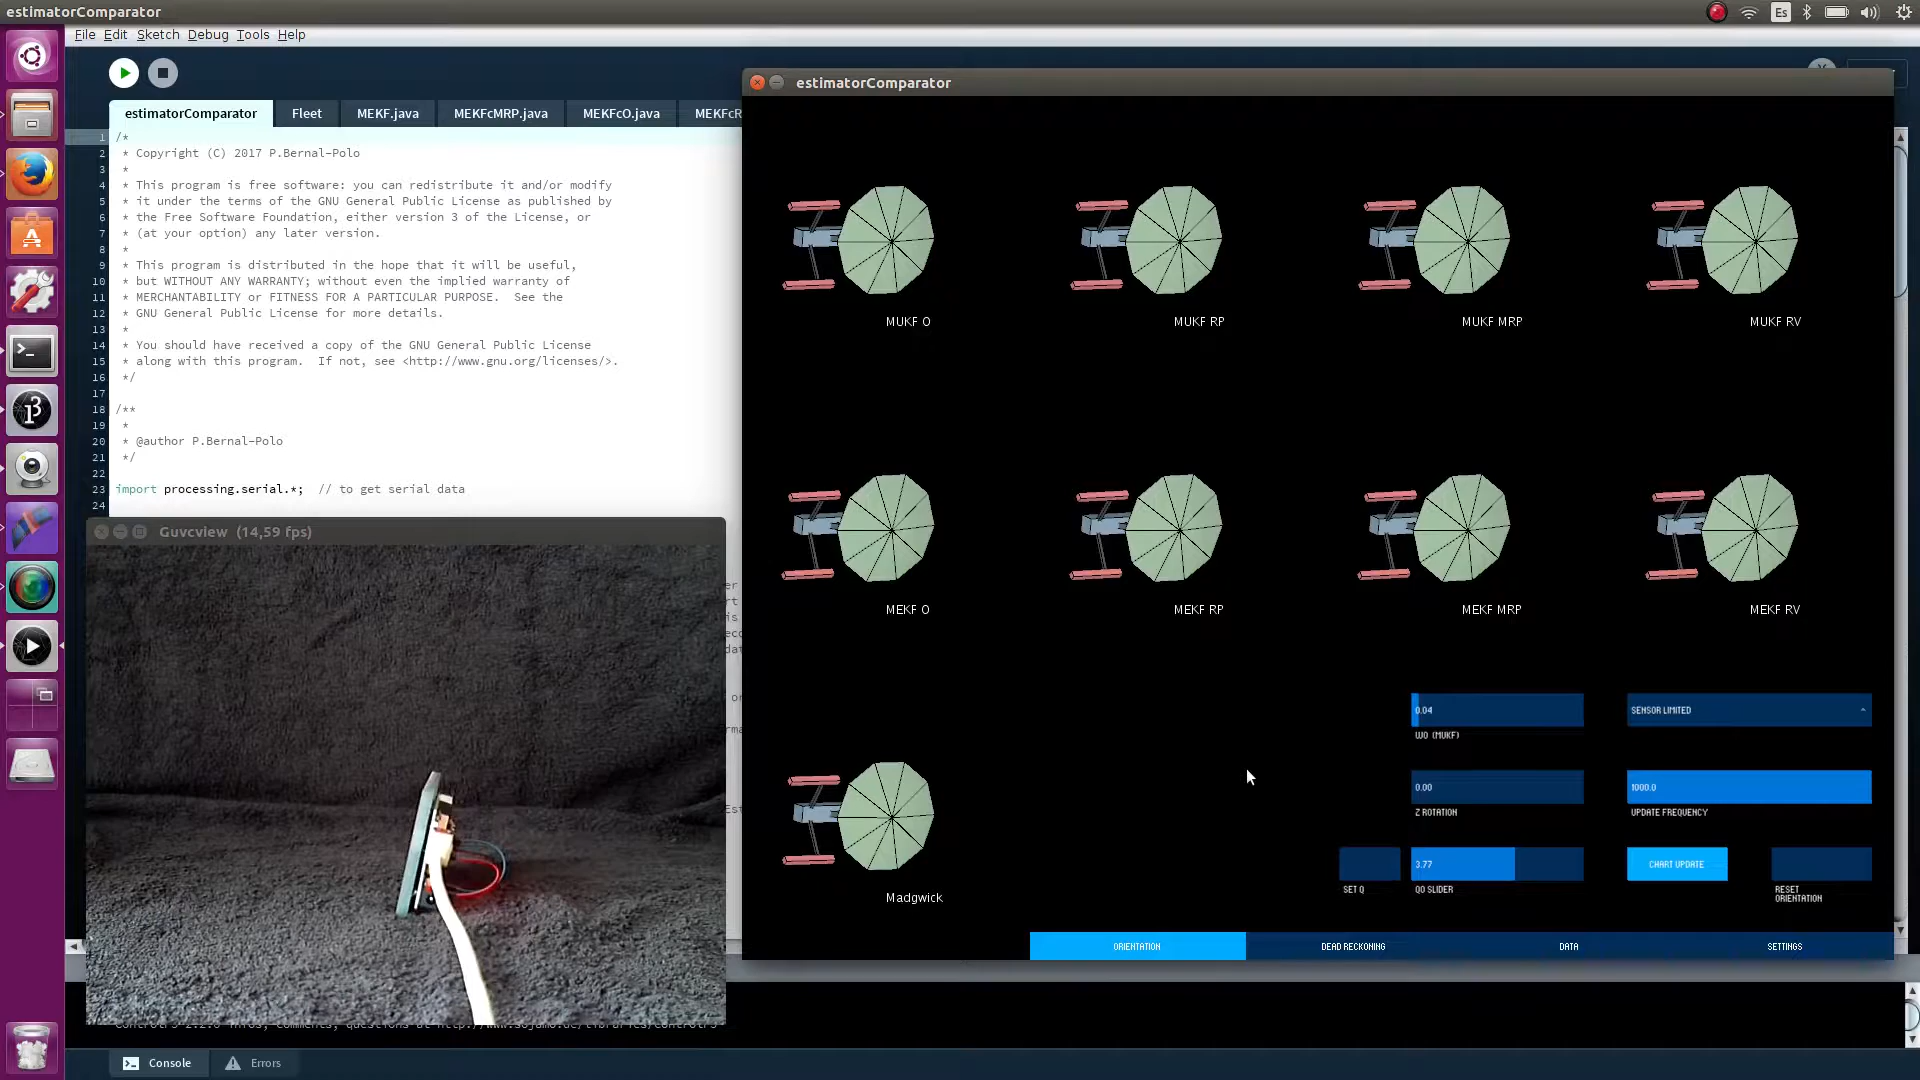 estimatorComparator
Es
File Edit Sketch Debug Tools Help
estimatorComparator Fleet MEKF.java MEKFcMRP.java MEKFcO.java MEKFcR
1 /*
2 * Copyright (C) 2017 P.Bernal-Polo
3 *
4 * This program is free software: you can redistribute it and/or modify
5 * it under the terms of the GNU General Public License as published by
6 * the Free Software Foundation, either version 3 of the License, or
7 * (at your option) any later version.
8 *
9 * This program is distributed in the hope that it will be useful,
10 * but WITHOUT ANY WARRANTY; without even the implied warranty of
11 * MERCHANTABILITY or FITNESS FOR A PARTICULAR PURPOSE. See the
12 * GNU General Public License for more details.
13 *
14 * You should have received a copy of the GNU General Public License
15 * along with this program. If not, see <http://www.gnu.org/licenses/>.
16 */
17
18 /**
19 *
20 * @author P.Bernal-Polo
21 */
22
23 import processing.serial.*; // to get serial data
24
Guvcview (14,59 fps)
Console Errors
estimatorComparator
MUKF O MUKF RP MUKF MRP MUKF RV
MEKF O MEKF RP MEKF MRP MEKF RV
Madgwick
0.04 SENSOR LIMITED
W0 (MUKF)
0.00 1000.0
Z ROTATION UPDATE FREQUENCY
3.77 CHART UPDATE
SET Q Q0 SLIDER RESET
ORIENTATION
ORIENTATION DEAD RECKONING DATA SETTINGS